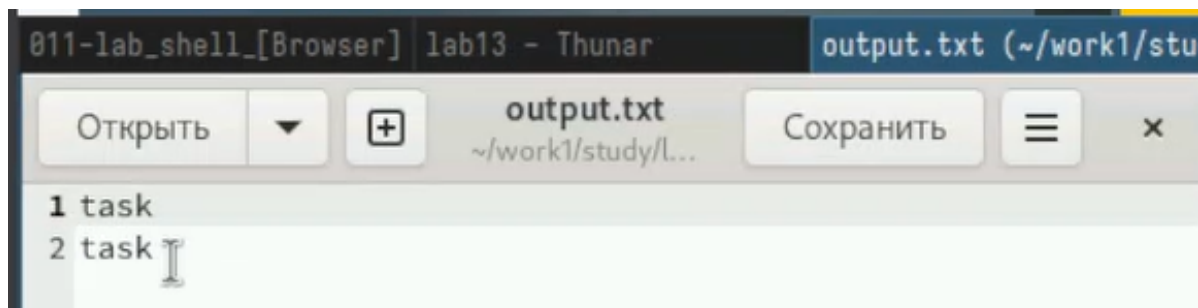 011-lab_shell_[Browser] lab13 - Thunar output.txt (~/work1/stu
Открыть output.txt Сохранить
~/work1/study/l...
1 task
2 task